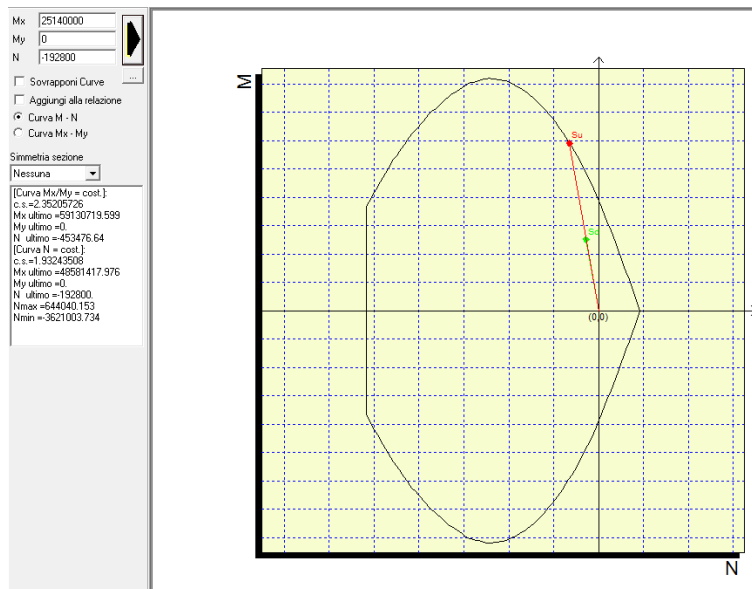 Mx 25140000
My 0
N -192800
...
Sovrapponi Curve
Aggiungi alla relazione
Curva M - N
Curva Mx - My
Simmetria sezione
Nessuna
[Curva Mx/My = cost.]:
c.s.=2.35205726
Mx ultimo =59130719.599
My ultimo =0.
N ultimo =-453476.64
[Curva N = cost.]:
c.s.=1.93243508
Mx ultimo =48581417.976
My ultimo =0.
N ultimo =-192800.
Nmax =644040.153
Nmin =-3621003.734
M
Su
Sd
(0,0)
N